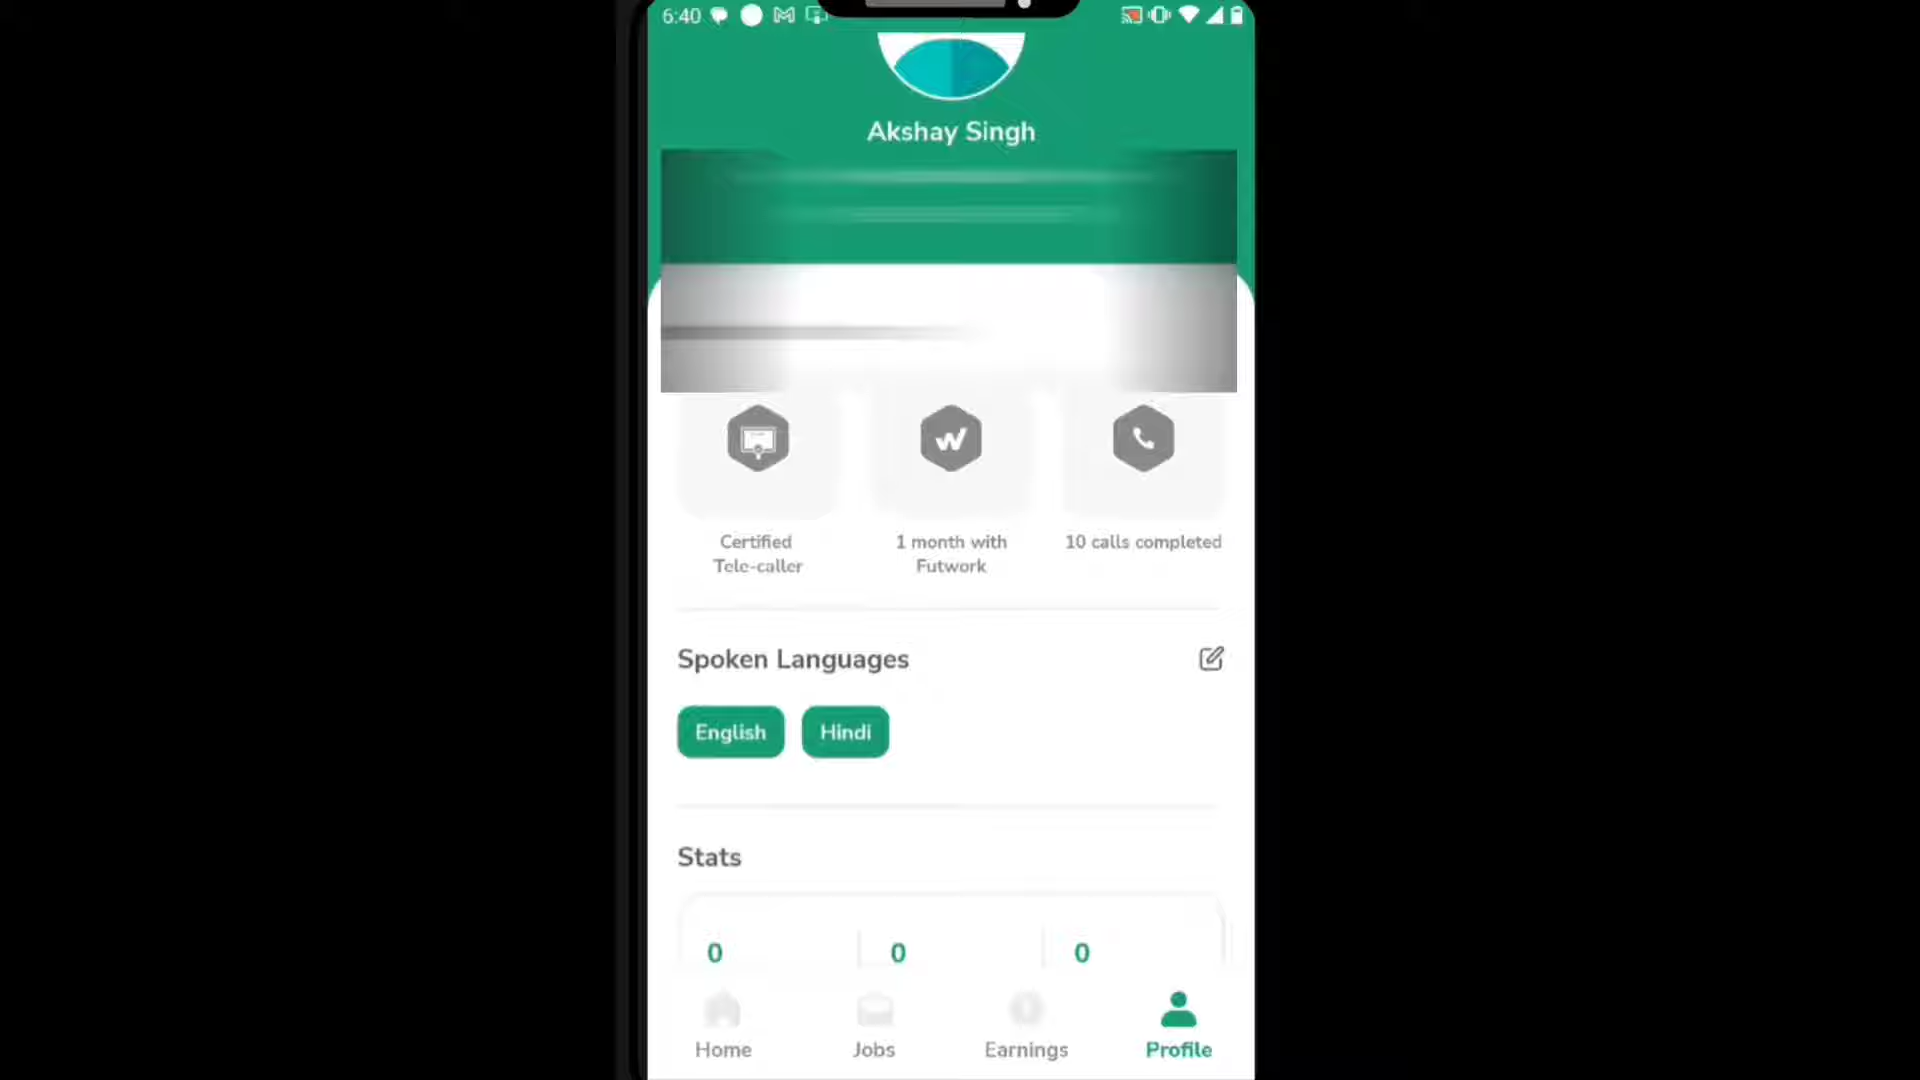 6:40
Akshay Singh
Certified
Tele-caller
1 month with
Futwork
10 calls completed
Spoken Languages
English
Hindi
Stats
0
0
0
Home
Jobs
Earnings
Profile